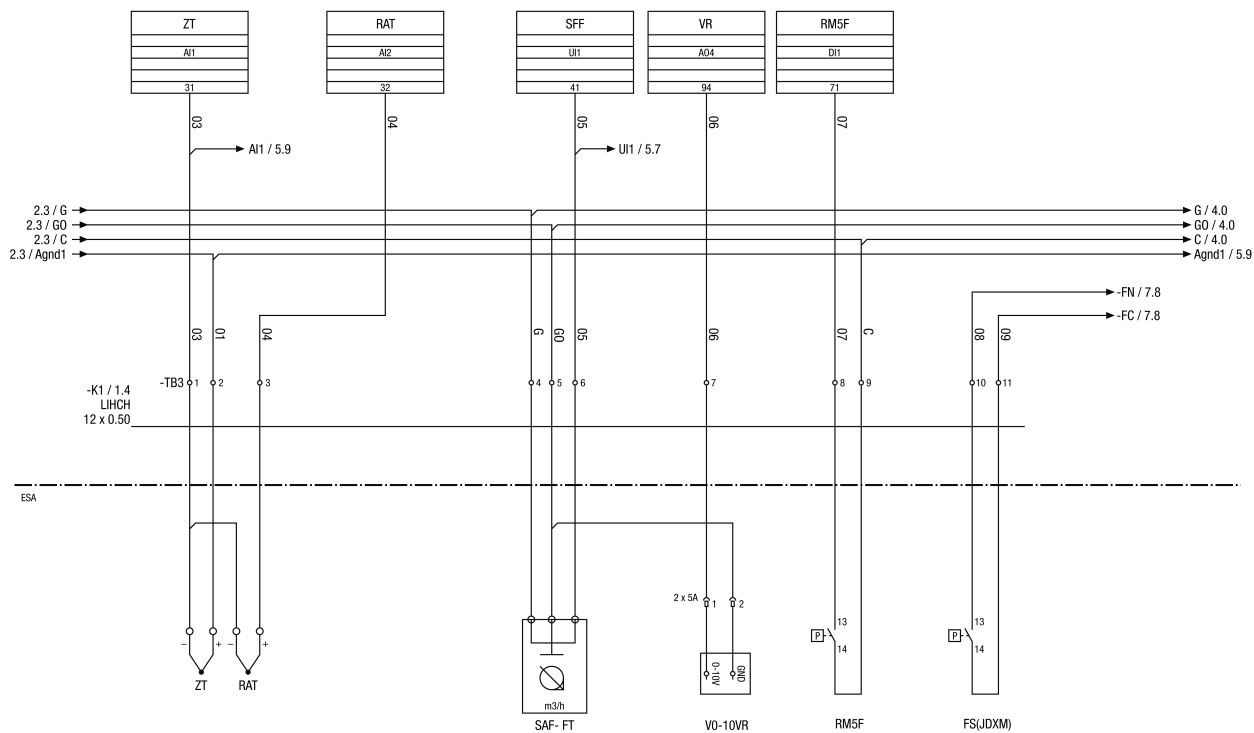 ZT RAT SFF VR RM5F
AI1 AI2 UI1 AO4 DI1
31 32 41 94 71
03 04 05 06 07
AI1 / 5.9 UI1 / 5.7
2.3 / G G / 4.0
2.3 / GO GO / 4.0
2.3 / C C / 4.0
2.3 / Agnd1 Agnd1 / 5.9
-FN / 7.8
-FC / 7.8
03 01 04 G GO 05 06 07 C 08 09
-TB3 1 2 3 4 5 6 7 8 9 10 11
-K1 / 1.4
LIHCH
12 x 0.50
ESA
2 x 5A 1 2
13 13
P P
14 14
– + – +
0-10V GND
ZT RAT
m3/h
SAF- FT V0-10VR RM5F FS(JDXM)